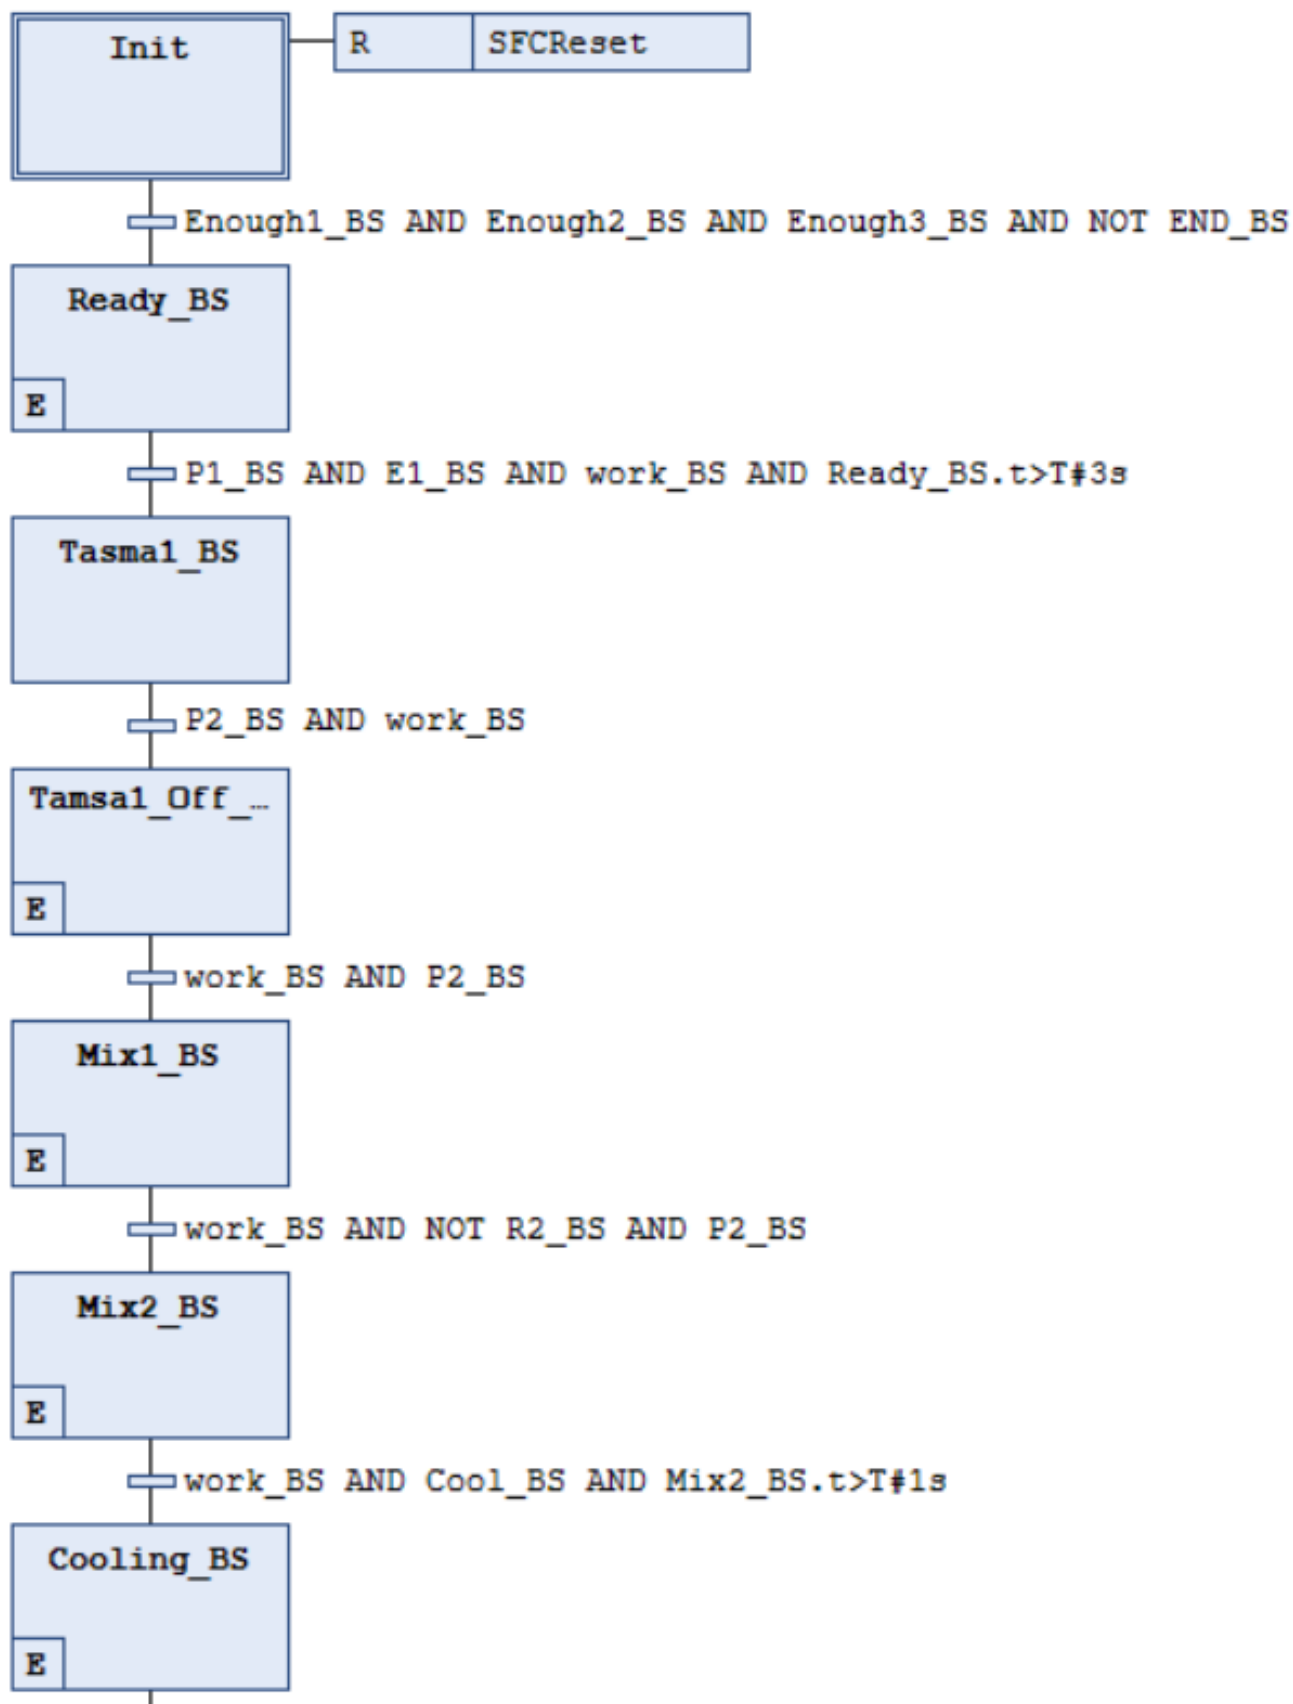 Init
R SFCReset
Enough1_BS AND Enough2_BS AND Enough3_BS AND NOT END_BS
Ready_BS
E
P1_BS AND E1_BS AND work_BS AND Ready_BS.t>T#3s
Tasma1_BS
P2_BS AND work_BS
Tamsa1_Off_…
E
work_BS AND P2_BS
Mix1_BS
E
work_BS AND NOT R2_BS AND P2_BS
Mix2_BS
E
work_BS AND Cool_BS AND Mix2_BS.t>T#1s
Cooling_BS
E